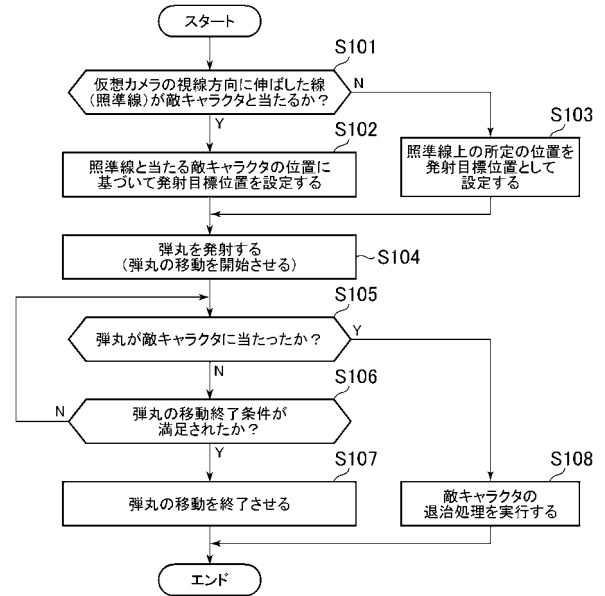 スタート
S101
仮想カメラの視線方向に伸ばした線
(照準線)が敵キャラクタと当たるか?
N
Y
S102
照準線と当たる敵キャラクタの位置に
基づいて発射目標位置を設定する
S103
照準線上の所定の位置を
発射目標位置として
設定する
弾丸を発射する
(弾丸の移動を開始させる)
S104
S105
弾丸が敵キャラクタに当たったか?
Y
N
S106
弾丸の移動終了条件が
満足されたか?
N
Y
S107
弾丸の移動を終了させる
S108
敵キャラクタの
退治処理を実行する
エンド